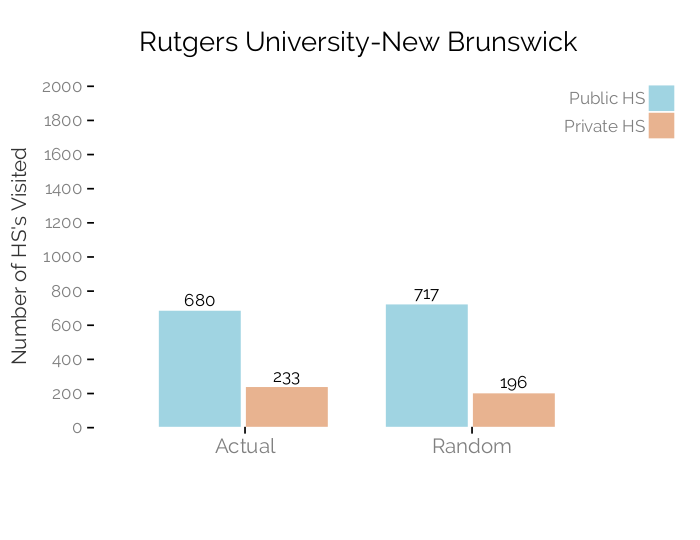 Rutgers University-New Brunswick
Number of HS's Visited
2000
1800
1600
1400
1200
1000
800
600
400
200
0
Public HS
Private HS
680
233
717
196
Actual
Random